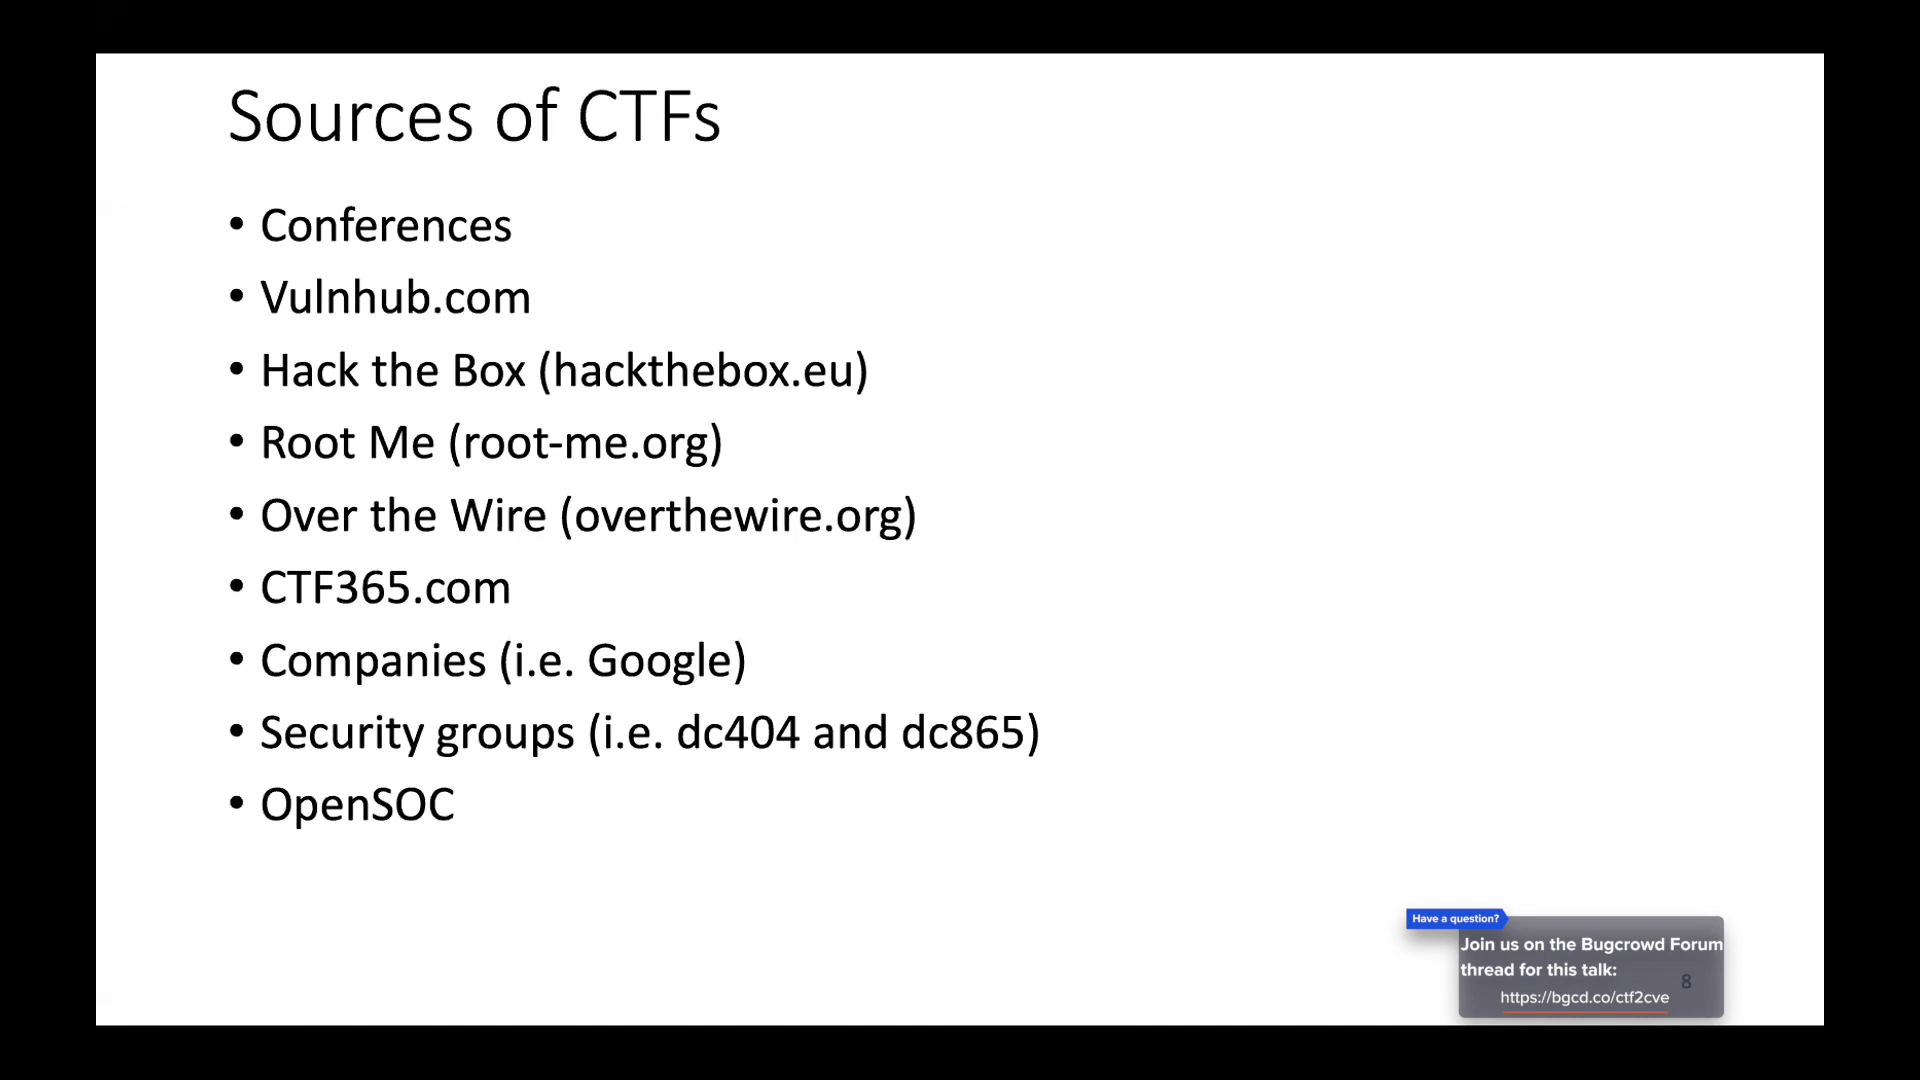 Sources of CTFs
• Conferences
• Vulnhub.com
• Hack the Box (hackthebox.eu)
• Root Me (root-me.org)
• Over the Wire (overthewire.org)
• CTF365.com
• Companies (i.e. Google)
• Security groups (i.e. dc404 and dc865)
• OpenSOC
Have a question?
Join us on the Bugcrowd Forum
thread for this talk:
8
https://bgcd.co/ctf2cve